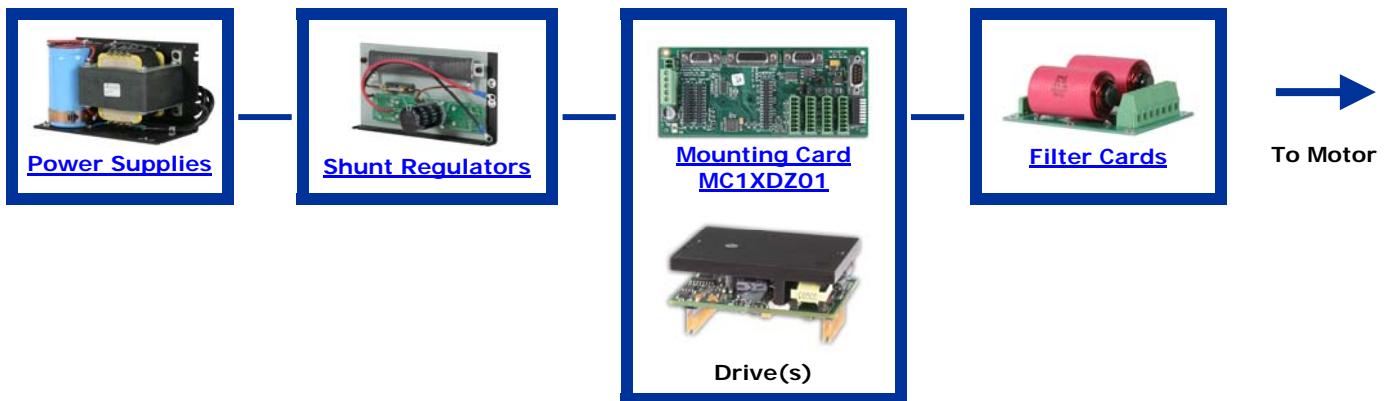 Power Supplies
Shunt Regulators
Mounting Card
MC1XDZ01
Drive(s)
Filter Cards
To Motor